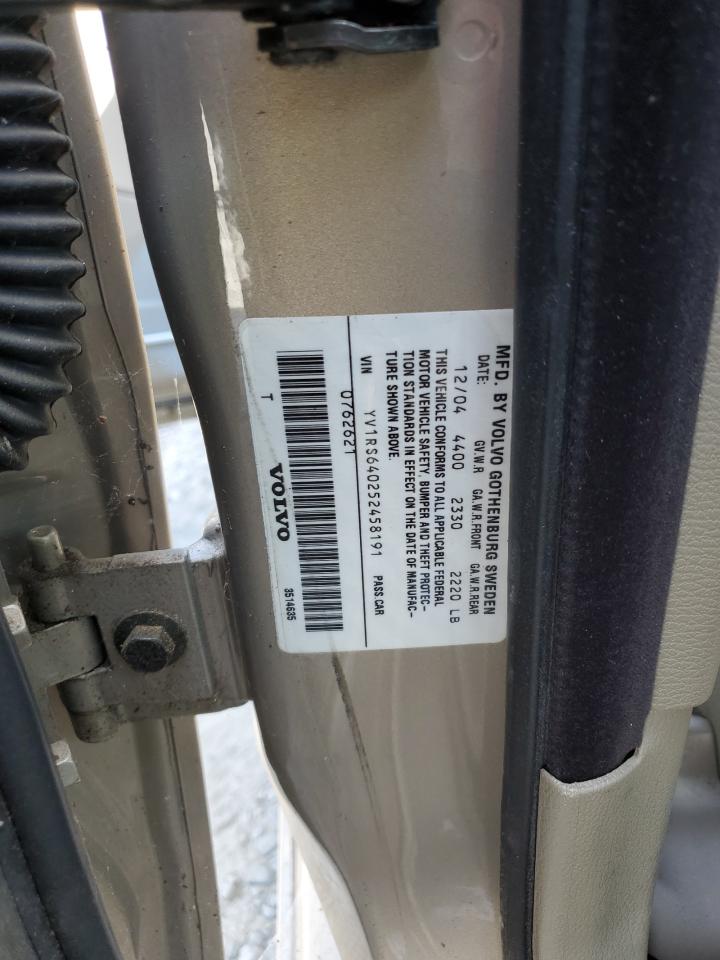 MFD. BY VOLVO GOTHENBURG SWEDEN
DATE: GV.W.R GA.W.R.FRONT GA.W.R.REAR
12/04 4400 2330 2220 LB
THIS VEHICLE CONFORMS TO ALL APPLICABLE FEDERAL
MOTOR VEHICLE SAFETY, BUMPER AND THEFT PROTEC-
TION STANDARDS IN EFFECT ON THE DATE OF MANUFAC-
TURE SHOWN ABOVE.
VIN YV1RS640252458191 PASS CAR
0762621
T VOLVO 3514635